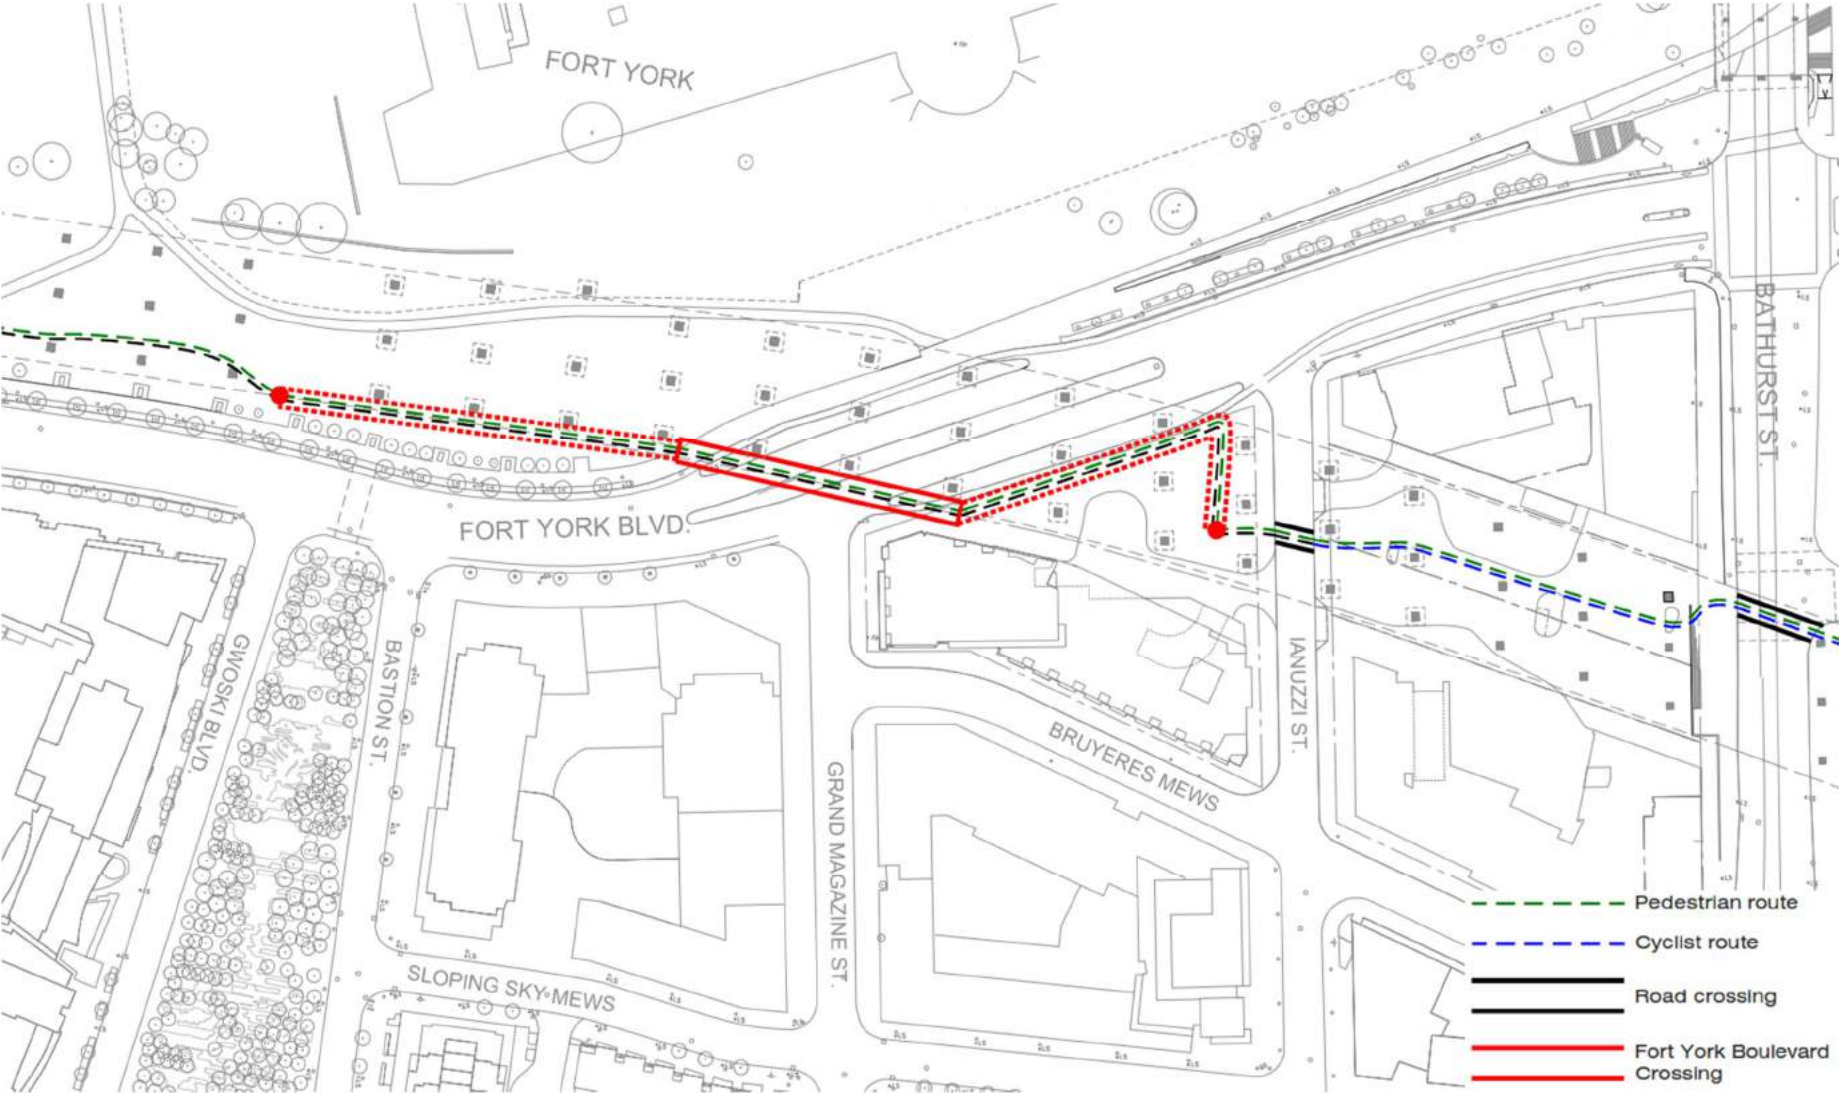 FORT YORK
BATHURST ST.
FORT YORK BLVD.
GWOSKI BLVD.
BASTION ST.
IANUZZI ST.
BRUYERES MEWS
GRAND MAGAZINE ST.
SLOPING SKY MEWS
Pedestrian route
Cyclist route
Road crossing
Fort York Boulevard
Crossing